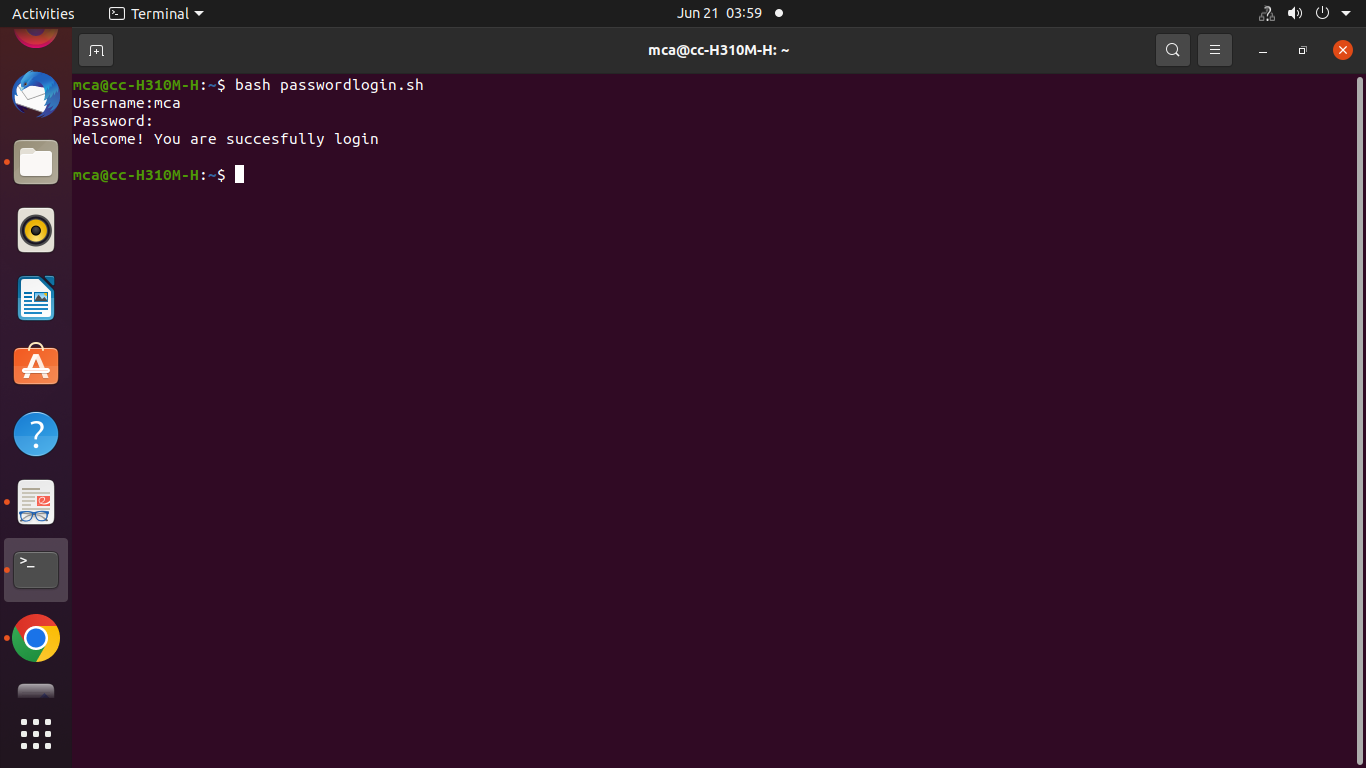 Activities
Terminal
Jun 21 03:59
mca@cc-H310M-H: ~
mca@cc-H310M-H:~$ bash passwordlogin.sh
Username:mca
Password:
Welcome! You are succesfully login
mca@cc-H310M-H:~$